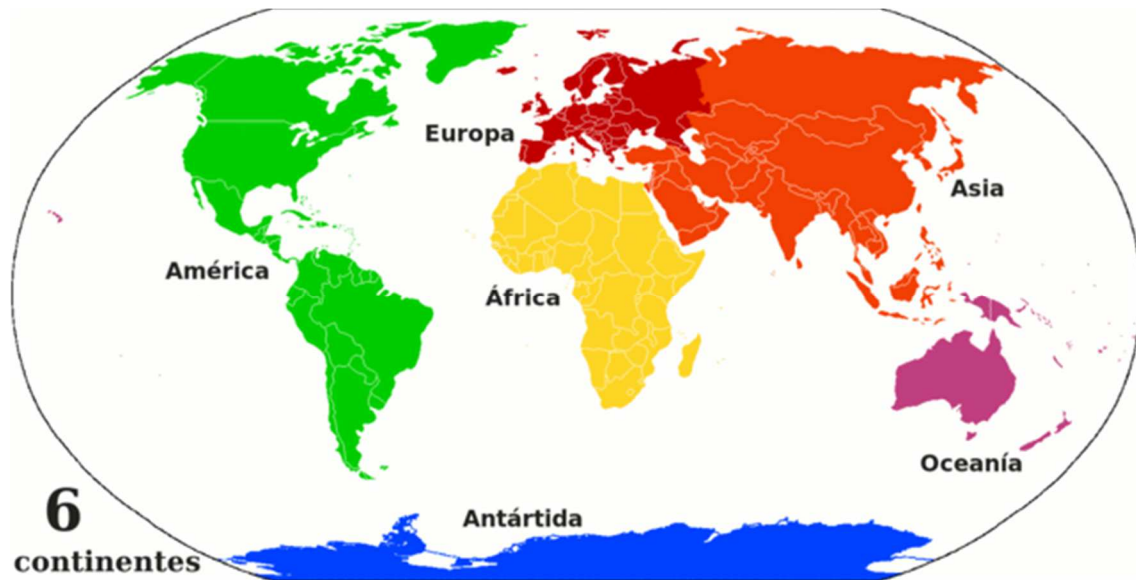 Europa
Asia
América
África
Oceanía
6
continentes
Antártida